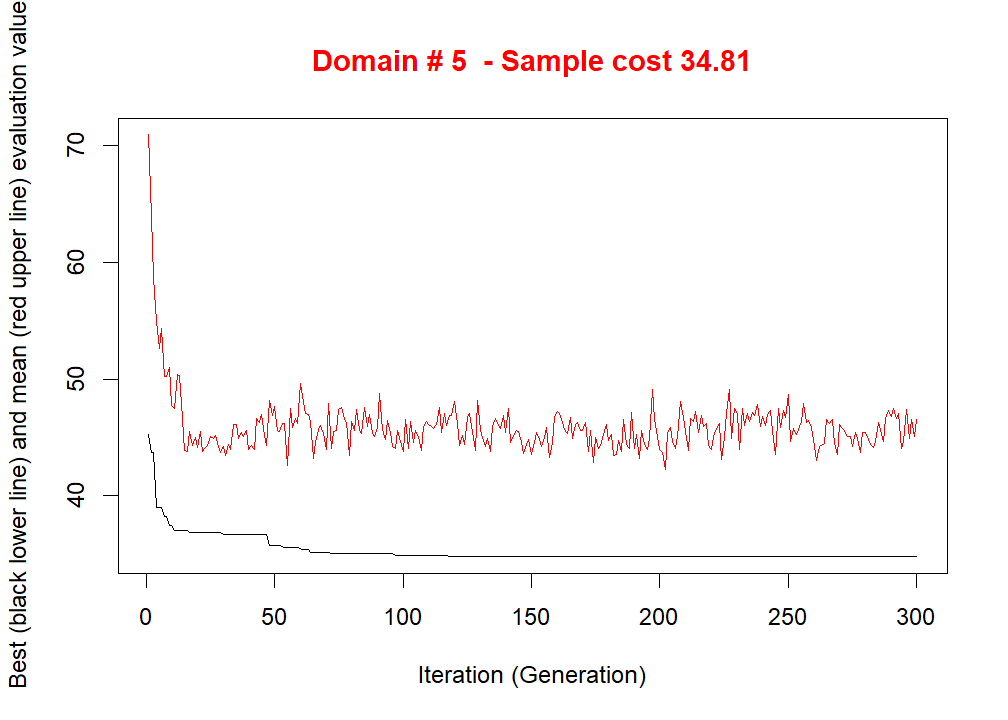 Domain # 5  - Sample cost 34.81
Best (black lower line) and mean (red upper line) evaluation value
70
60
50
40
0 50 100 150 200 250 300
Iteration (Generation)